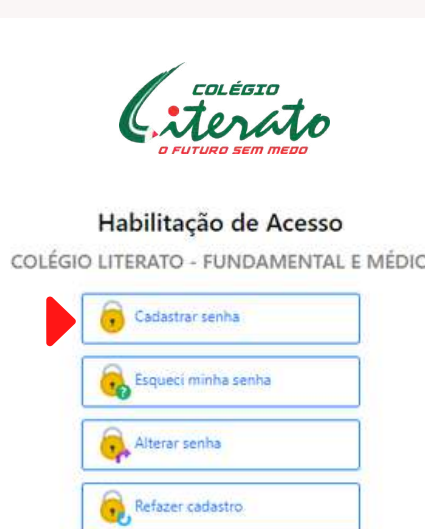 COLÉGIO
Literato
O FUTURO SEM MEDO
Habilitação de Acesso
COLÉGIO LITERATO - FUNDAMENTAL E MÉDIO
Cadastrar senha
Esqueci minha senha
Alterar senha
Refazer cadastro